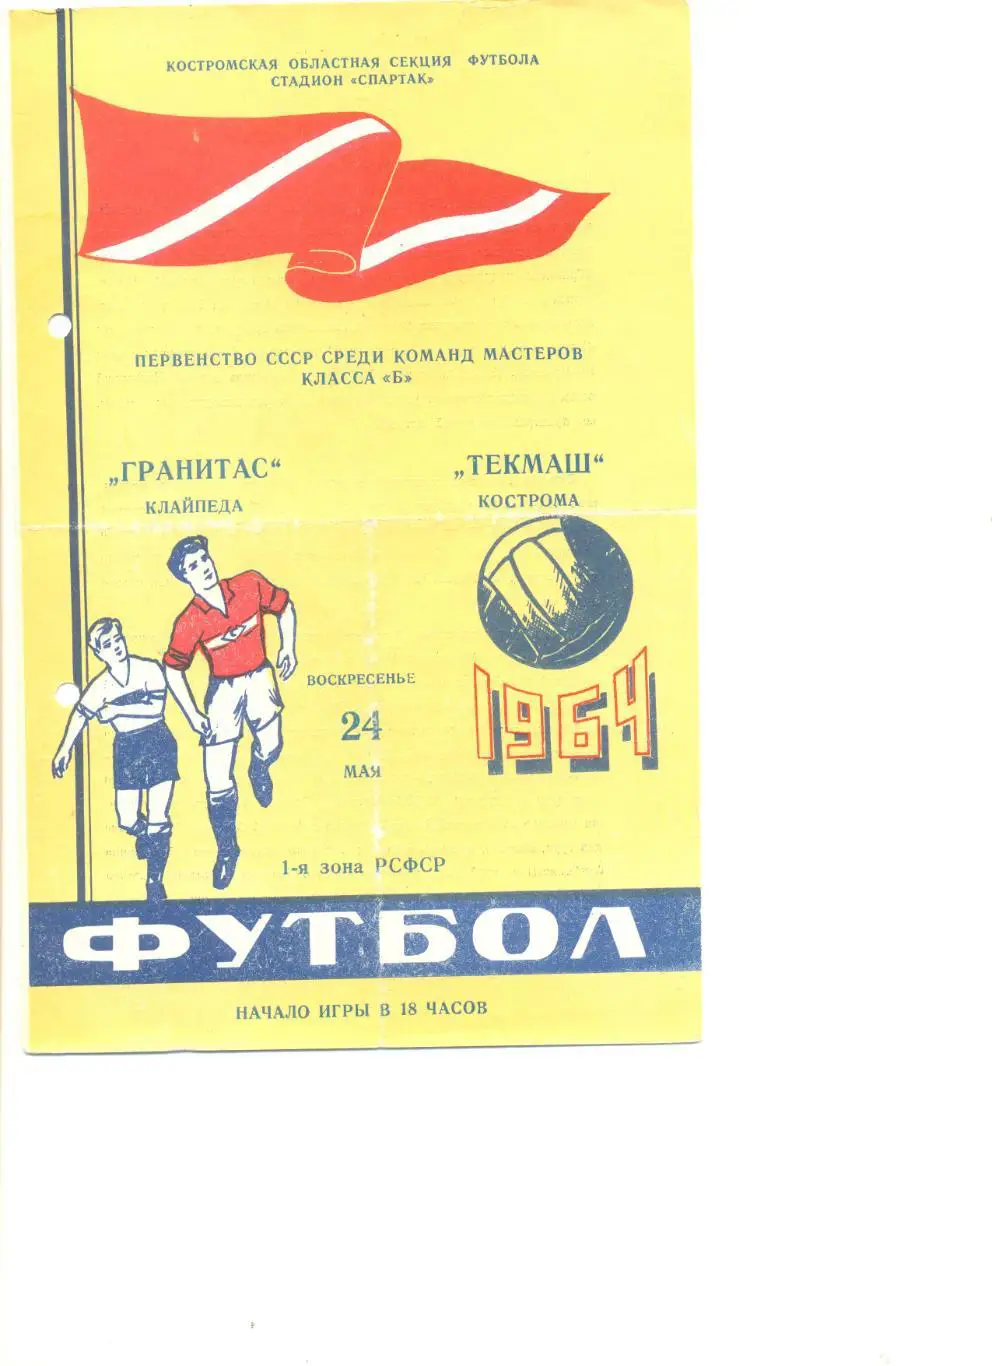 КОСТРОМСКАЯ ОБЛАСТНАЯ СЕКЦИЯ ФУТБОЛА
СТАДИОН «СПАРТАК»
ПЕРВЕНСТВО СССР СРЕДИ КОМАНД МАСТЕРОВ
КЛАССА «Б»
„ГРАНИТАС“
КЛАЙПЕДА
„ТЕКМАШ“
КОСТРОМА
1964
ВОСКРЕСЕНЬЕ
24
МАЯ
1-я зона РСФСР
ФУТБОЛ
НАЧАЛО ИГРЫ В 18 ЧАСОВ